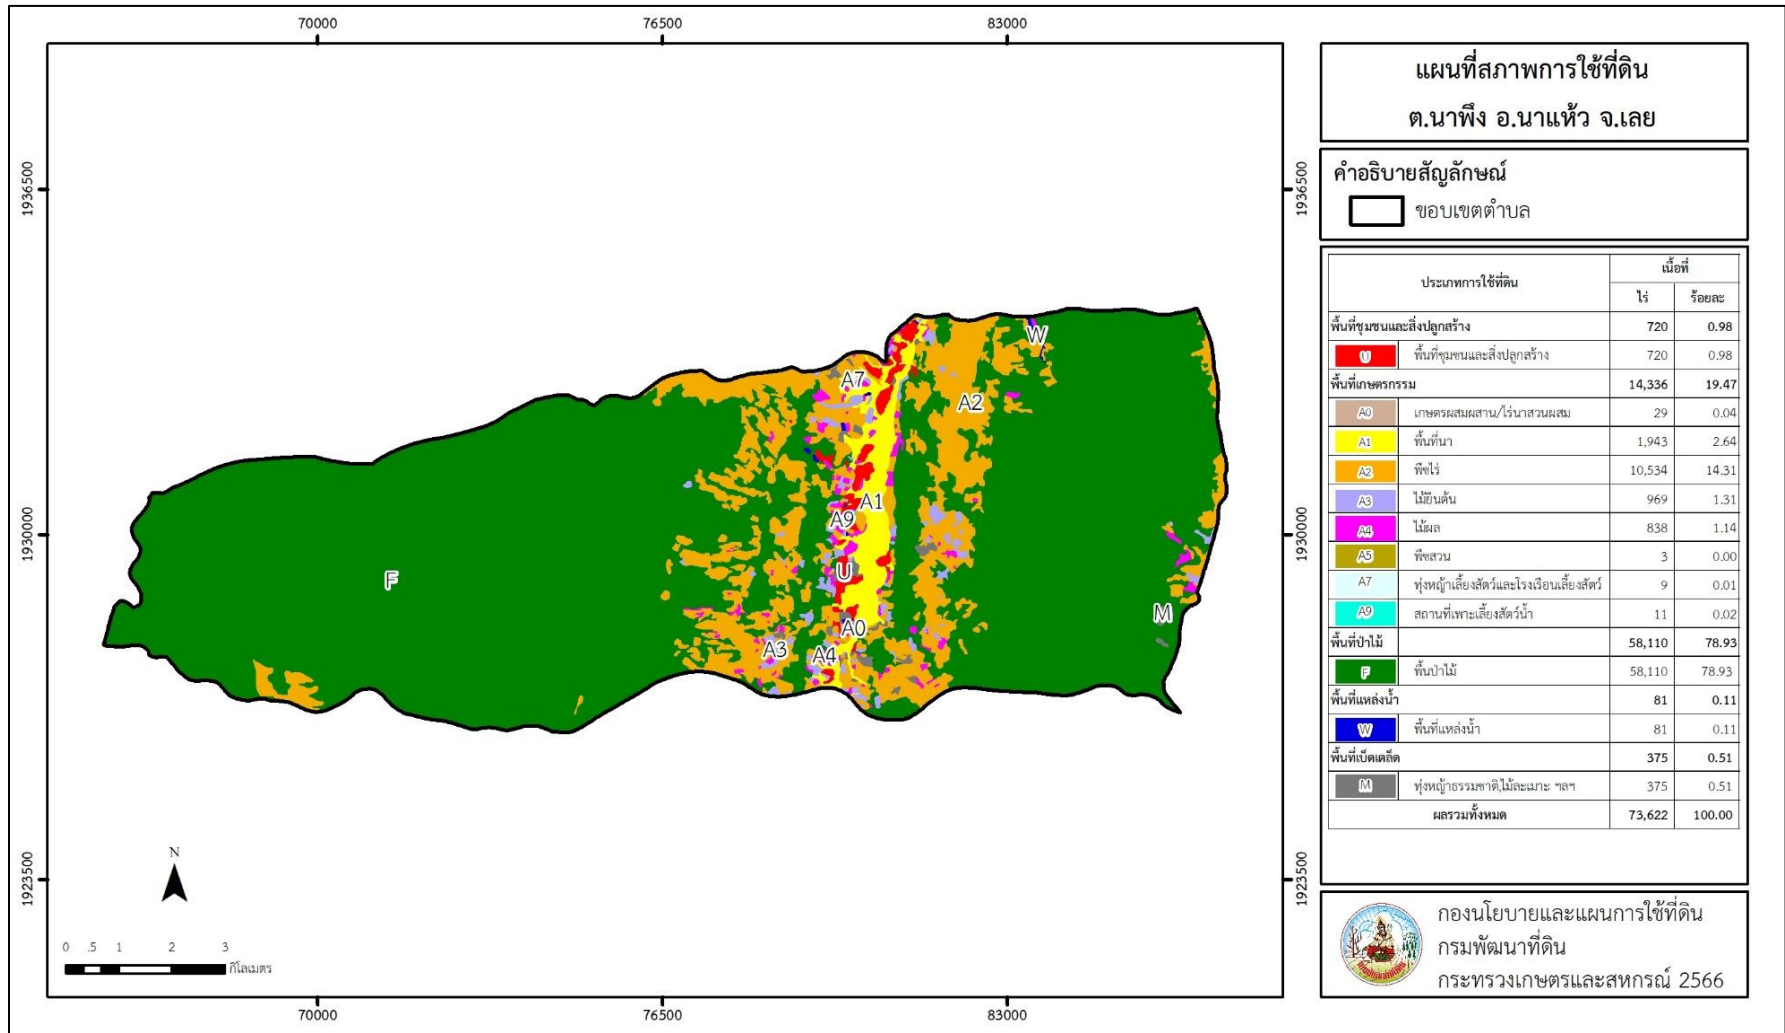 70000 76500 83000
แผนที่สภาพการใช้ที่ดิน
ต.นาพึง อ.นาแห้ว จ.เลย
คำอธิบายสัญลักษณ์
ขอบเขตตำบล
1936500 1936500
1930000 1930000
1923500 1923500
W
A7
A2
A1
A9
U
F
M
A0
A3
A4
ประเภทการใช้ที่ดิน เนื้อที่
ไร่ ร้อยละ
พื้นที่ชุมชนและสิ่งปลูกสร้าง 720 0.98
U พื้นที่ชุมชนและสิ่งปลูกสร้าง 720 0.98
พื้นที่เกษตรกรรม 14,336 19.47
A0 เกษตรผสมผสาน/ไร่นาสวนผสม 29 0.04
A1 พื้นที่นา 1,943 2.64
A2 พืชไร่ 10,534 14.31
A3 ไม้ยืนต้น 969 1.31
A4 ไม้ผล 838 1.14
A5 พืชสวน 3 0.00
A7 ทุ่งหญ้าเลี้ยงสัตว์และโรงเรือนเลี้ยงสัตว์ 9 0.01
A9 สถานที่เพาะเลี้ยงสัตว์น้ำ 11 0.02
พื้นที่ป่าไม้ 58,110 78.93
F พื้นป่าไม้ 58,110 78.93
พื้นที่แหล่งน้ำ 81 0.11
W พื้นที่แหล่งน้ำ 81 0.11
พื้นที่เบ็ดเตล็ด 375 0.51
M ทุ่งหญ้าธรรมชาติ,ไม้ละเมาะ ฯลฯ 375 0.51
ผลรวมทั้งหมด 73,622 100.00
N
0 .5 1 2 3
กิโลเมตร
กองนโยบายและแผนการใช้ที่ดิน
กรมพัฒนาที่ดิน
กระทรวงเกษตรและสหกรณ์ 2566
70000 76500 83000